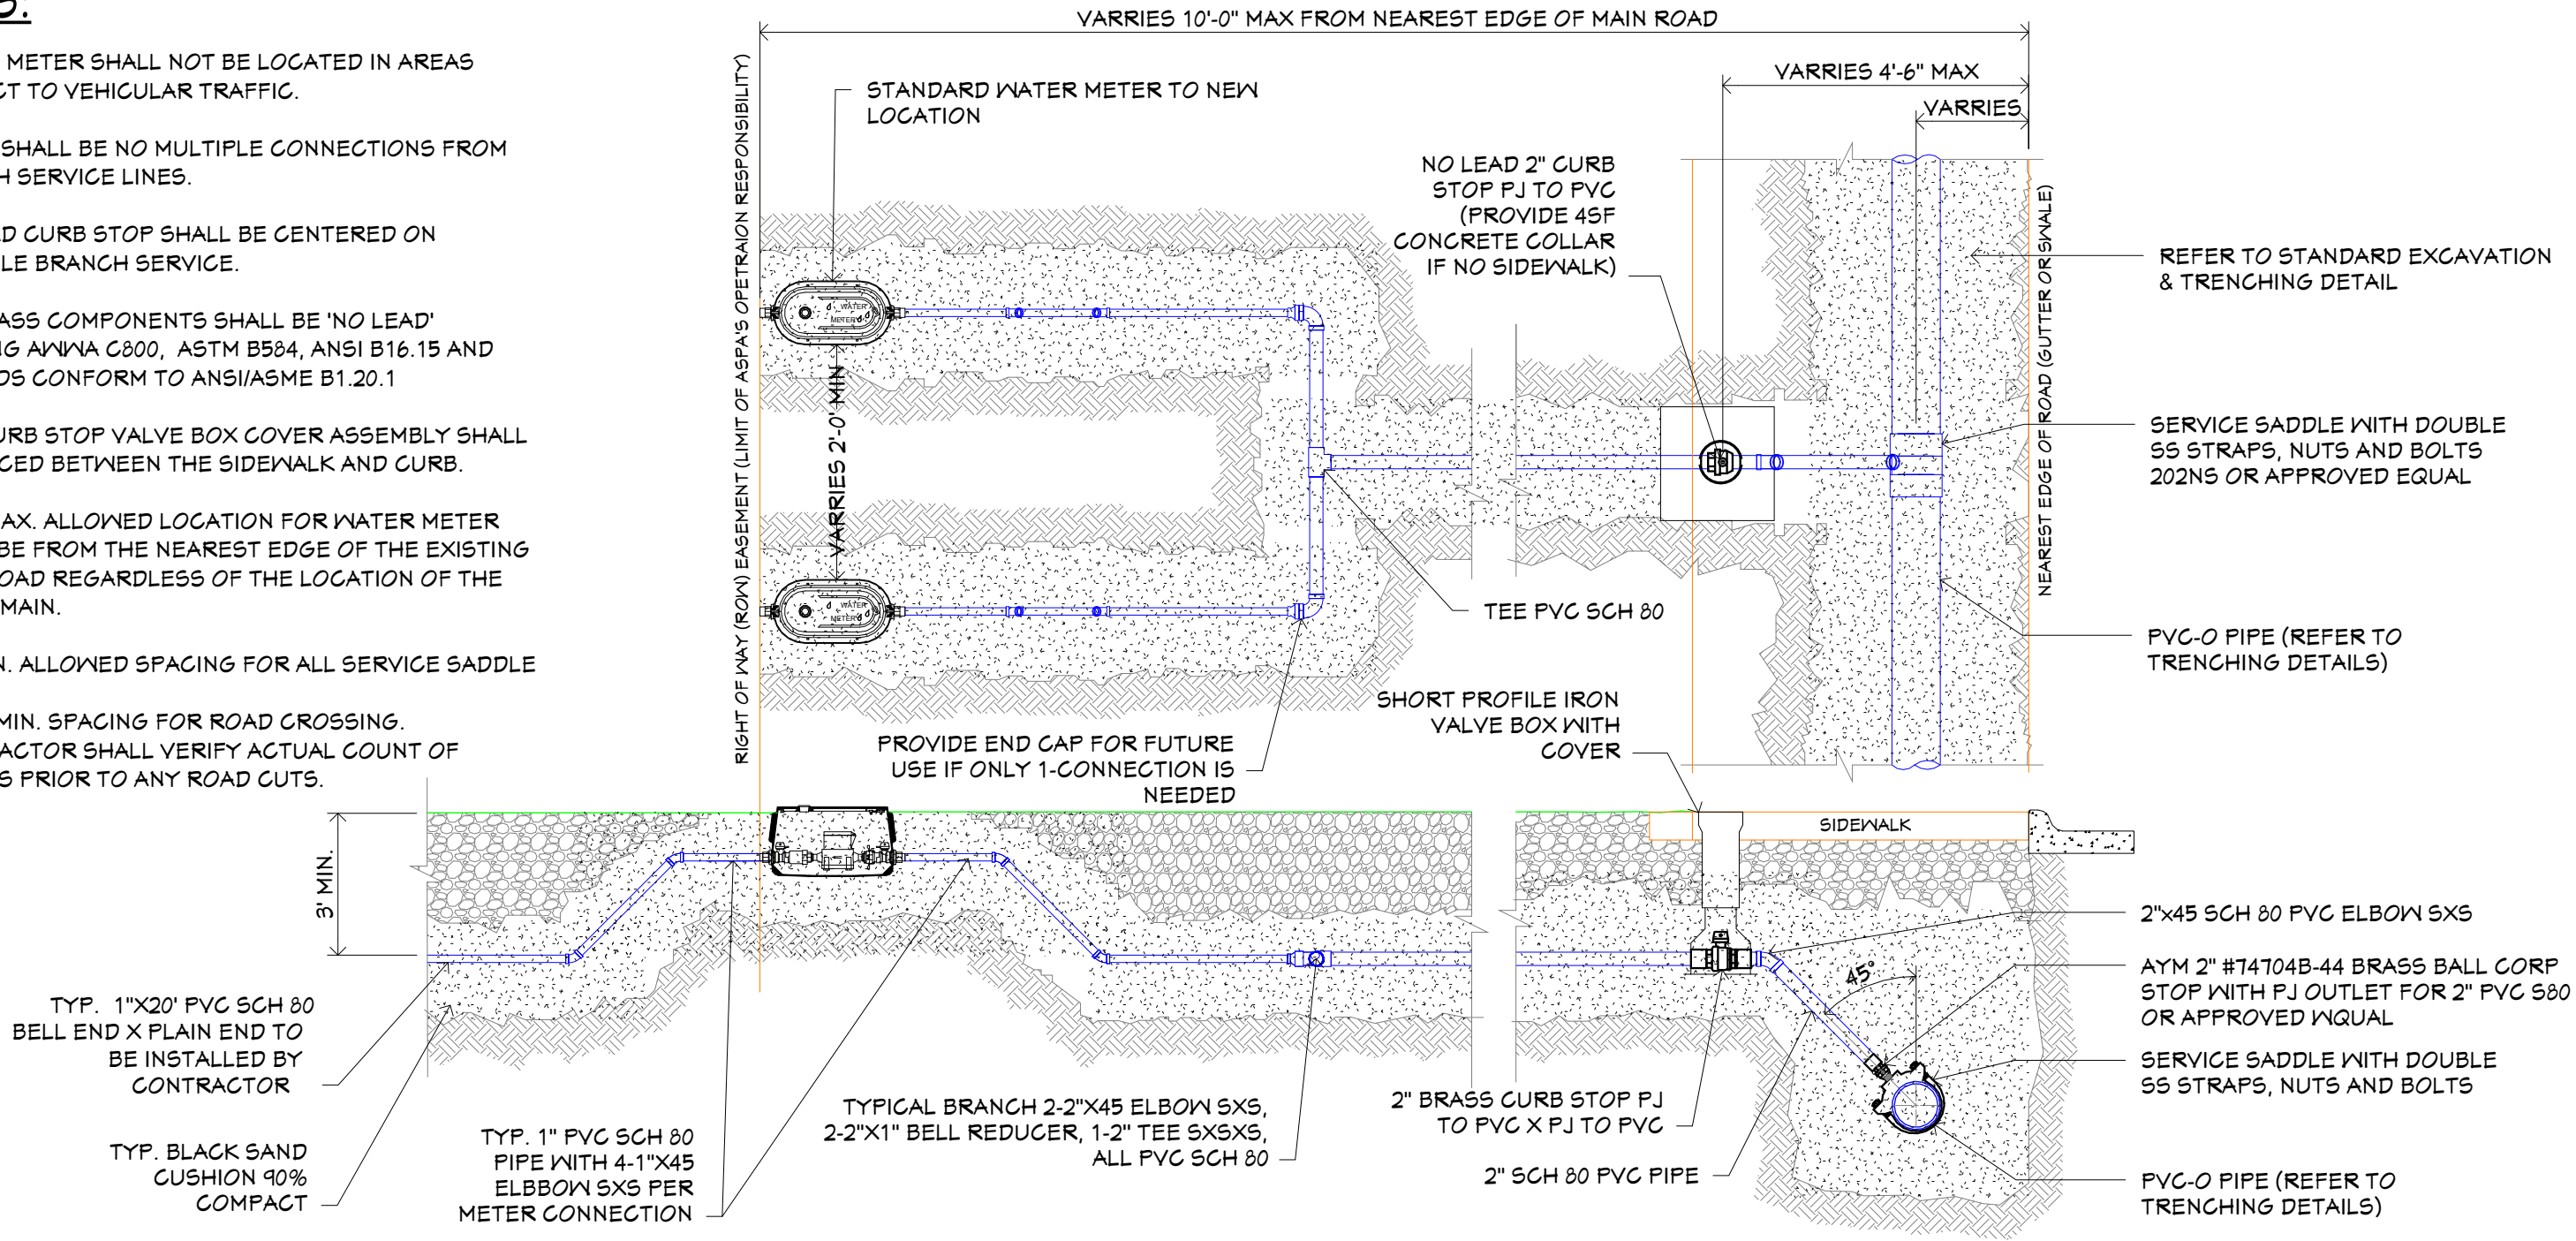 METER SHALL NOT BE LOCATED IN AREAS
CT TO VEHICULAR TRAFFIC.
SHALL BE NO MULTIPLE CONNECTIONS FROM
H SERVICE LINES.
D CURB STOP SHALL BE CENTERED ON
LE BRANCH SERVICE.
ASS COMPONENTS SHALL BE 'NO LEAD'
NG AWWA C800, ASTM B584, ANSI B16.15 AND
DS CONFORM TO ANSI/ASME B1.20.1
URB STOP VALVE BOX COVER ASSEMBLY SHALL
CED BETWEEN THE SIDEWALK AND CURB.
AX. ALLOWED LOCATION FOR WATER METER
BE FROM THE NEAREST EDGE OF THE EXISTING
OAD REGARDLESS OF THE LOCATION OF THE
MAIN.
N. ALLOWED SPACING FOR ALL SERVICE SADDLE
MIN. SPACING FOR ROAD CROSSING.
ACTOR SHALL VERIFY ACTUAL COUNT OF
S PRIOR TO ANY ROAD CUTS.
VARRIES 10'-0" MAX FROM NEAREST EDGE OF MAIN ROAD
VARRIES 4'-6" MAX
VARRIES
STANDARD WATER METER TO NEW
LOCATION
RIGHT OF WAY (ROW) EASEMENT (LIMIT OF ASPA'S OPETRAION RESPONSIBILITY)
NO LEAD 2" CURB
STOP PJ TO PVC
(PROVIDE 4SF
CONCRETE COLLAR
IF NO SIDEWALK)
NEAREST EDGE OF ROAD (GUTTER ORSWALE)
REFER TO STANDARD EXCAVATION
& TRENCHING DETAIL
WATER
METER
VARRIES 2'-0' MIN
WATER
METER
SERVICE SADDLE WITH DOUBLE
SS STRAPS, NUTS AND BOLTS
202NS OR APPROVED EQUAL
TEE PVC SCH 80
PVC-O PIPE (REFER TO
TRENCHING DETAILS)
PROVIDE END CAP FOR FUTURE
USE IF ONLY 1-CONNECTION IS
NEEDED
SHORT PROFILE IRON
VALVE BOX WITH
COVER
SIDEWALK
3' MIN.
45°
2"x45 SCH 80 PVC ELBOW SXS
AYM 2" #74704B-44 BRASS BALL CORP
STOP WITH PJ OUTLET FOR 2" PVC S80
OR APPROVED WQUAL
SERVICE SADDLE WITH DOUBLE
SS STRAPS, NUTS AND BOLTS
PVC-O PIPE (REFER TO
TRENCHING DETAILS)
TYP. 1"X20' PVC SCH 80
BELL END X PLAIN END TO
BE INSTALLED BY
CONTRACTOR
TYP. BLACK SAND
CUSHION 90%
COMPACT
TYP. 1" PVC SCH 80
PIPE WITH 4-1"X45
ELBBOW SXS PER
METER CONNECTION
TYPICAL BRANCH 2-2"X45 ELBOW SXS,
2-2"X1" BELL REDUCER, 1-2" TEE SXSXS,
ALL PVC SCH 80
2" BRASS CURB STOP PJ
TO PVC X PJ TO PVC
2" SCH 80 PVC PIPE